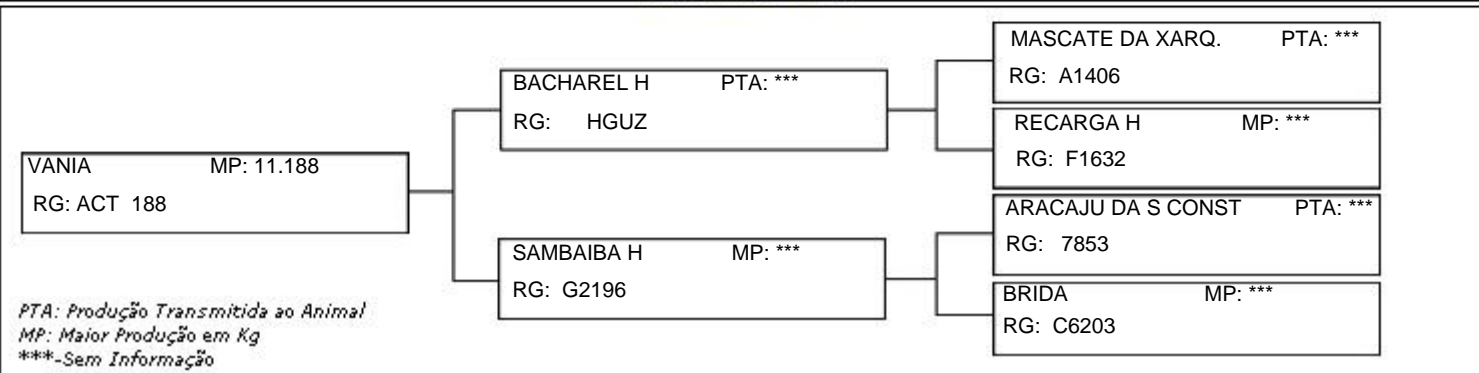 MASCATE DA XARQ. PTA: ***
RG: A1406
BACHAREL H PTA: ***
RG: HGUZ
RECARGA H MP: ***
RG: F1632
VANIA MP: 11.188
RG: ACT 188
ARACAJU DA S CONST PTA: ***
RG: 7853
SAMBAIBA H MP: ***
RG: G2196
BRIDA MP: ***
RG: C6203
PTA: Produção Transmitida ao Animal
MP: Maior Produção em Kg
***-Sem Informação